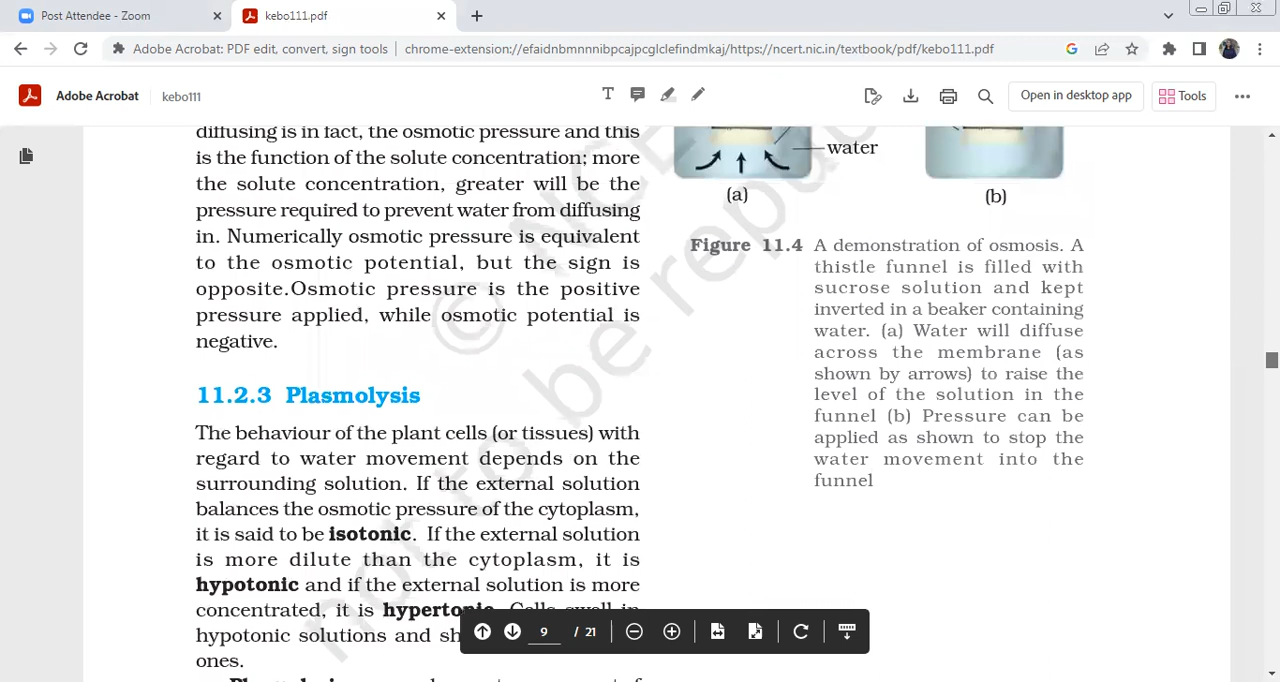 Post Attendee - Zoom
kebo111.pdf
Adobe Acrobat: PDF edit, convert, sign tools | chrome-extension://efaidnbmnnnibpcajpcglclefindmkaj/https://ncert.nic.in/textbook/pdf/kebo111.pdf
Adobe Acrobat
kebo111
Open in desktop app
Tools
diffusing is in fact, the osmotic pressure and this
is the function of the solute concentration; more
the solute concentration, greater will be the
pressure required to prevent water from diffusing
in. Numerically osmotic pressure is equivalent
to the osmotic potential, but the sign is
opposite.Osmotic pressure is the positive
pressure applied, while osmotic potential is
negative.
11.2.3 Plasmolysis
The behaviour of the plant cells (or tissues) with
regard to water movement depends on the
surrounding solution. If the external solution
balances the osmotic pressure of the cytoplasm,
it is said to be isotonic. If the external solution
is more dilute than the cytoplasm, it is
hypotonic and if the external solution is more
concentrated, it is hypertonic. Cells swell in
hypotonic solutions and
ones.
water
(a)
(b)
Figure 11.4 A demonstration of osmosis. A
thistle funnel is filled with
sucrose solution and kept
inverted in a beaker containing
water. (a) Water will diffuse
across the membrane (as
shown by arrows) to raise the
level of the solution in the
funnel (b) Pressure can be
applied as shown to stop the
water movement into the
funnel
9 / 21
not to be